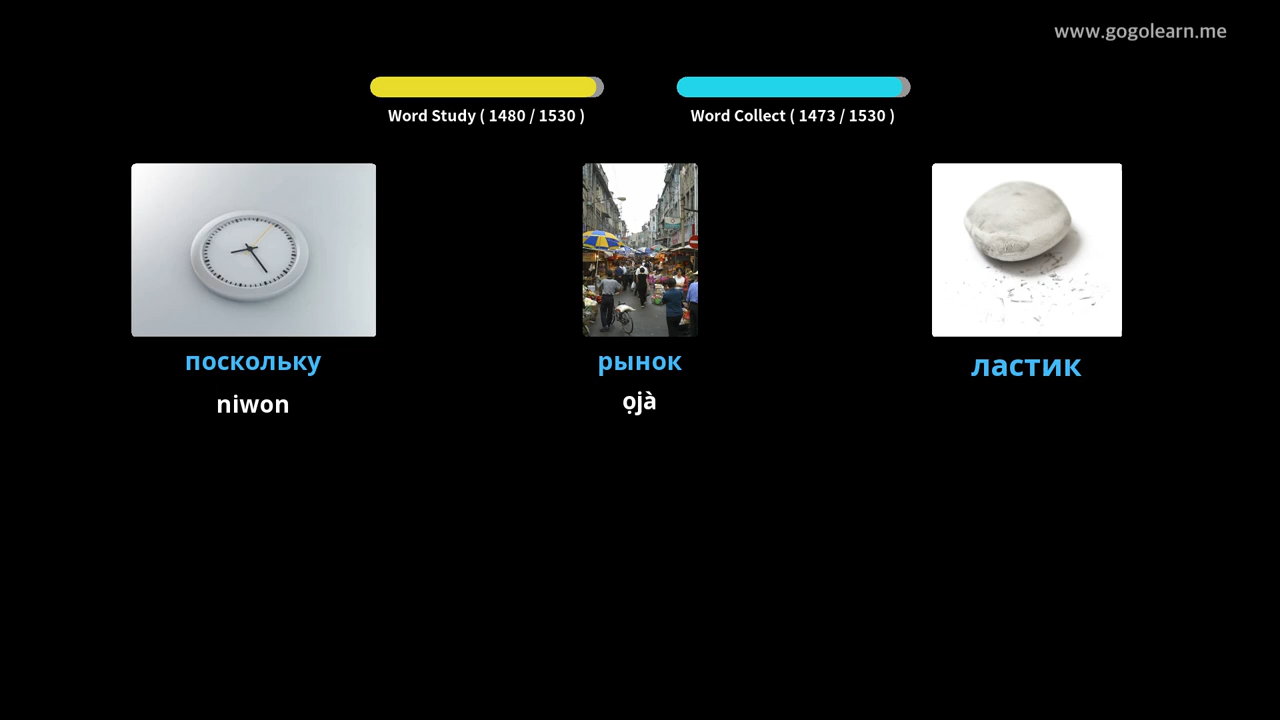 www.gogolearn.me
Word Study ( 1480 / 1530 )
Word Collect ( 1473 / 1530 )
поскольку
рынок
ластик
niwon
ọjà